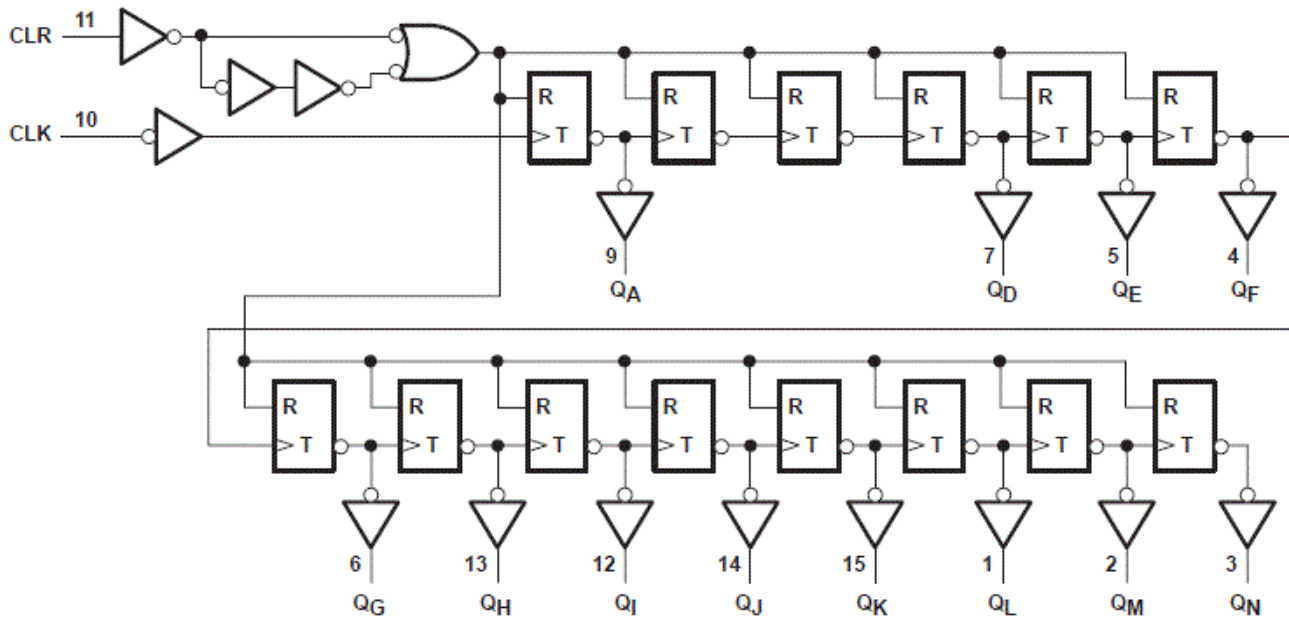 CLR 11
CLK 10
R R R R R R
T T T T T T
9 7 5 4
QA QD QE QF
R R R R R R R R
T T T T T T T T
6 13 12 14 15 1 2 3
QG QH QI QJ QK QL QM QN